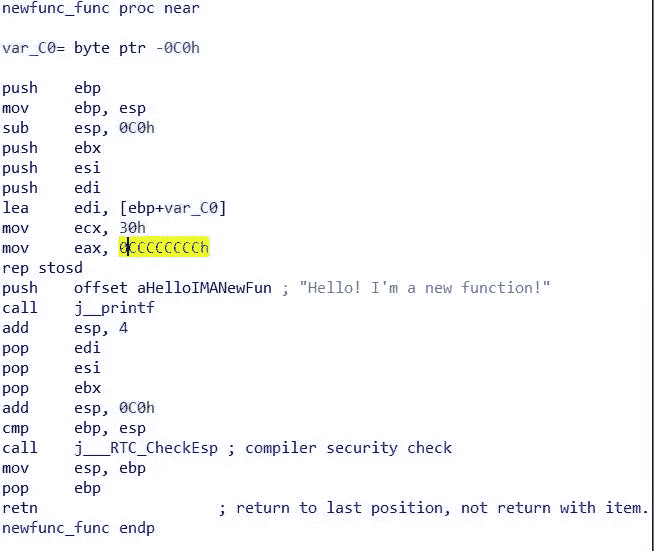 newfunc_func proc near
var_C0= byte ptr -0C0h
push ebp
mov ebp, esp
sub esp, 0C0h
push ebx
push esi
push edi
lea edi, [ebp+var_C0]
mov ecx, 30h
mov eax, 0CCCCCCCCh
rep stosd
push offset aHelloIMANewFun ; "Hello! I'm a new function!"
call j__printf
add esp, 4
pop edi
pop esi
pop ebx
add esp, 0C0h
cmp ebp, esp
call j___RTC_CheckEsp ; compiler security check
mov esp, ebp
pop ebp
retn ; return to last position, not return with item.
newfunc_func endp